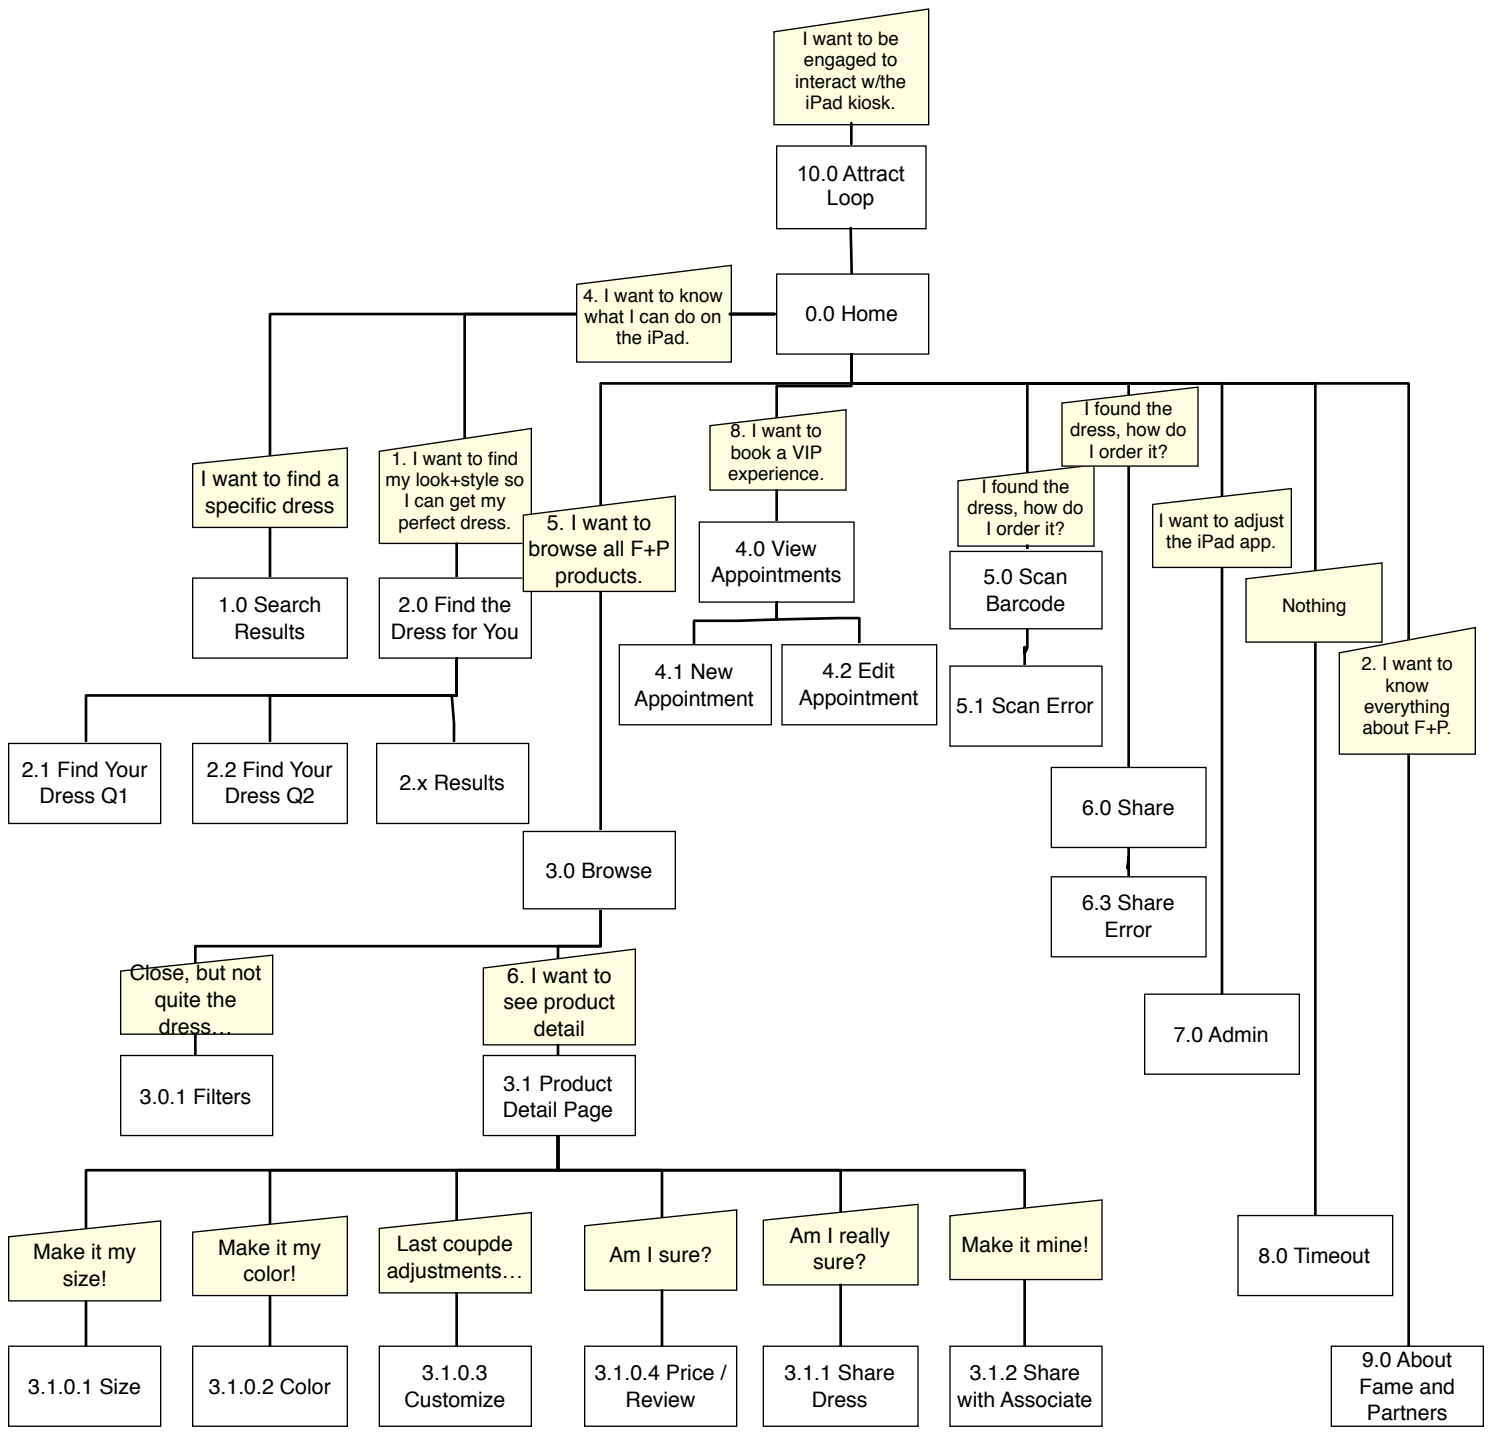 I want to be
engaged to
interact w/the
iPad kiosk.
10.0 Attract
Loop
0.0 Home
4. I want to know
what I can do on
the iPad.
I want to find a
specific dress
1. I want to find
my look+style so
I can get my
perfect dress.
5. I want to
browse all F+P
products.
8. I want to
book a VIP
experience.
I found the
dress, how do
I order it?
I found the
dress, how do
I order it?
I want to adjust
the iPad app.
Nothing
2. I want to
know
everything
about F+P.
1.0 Search
Results
2.0 Find the
Dress for You
4.0 View
Appointments
5.0 Scan
Barcode
4.1 New
Appointment
4.2 Edit
Appointment
5.1 Scan Error
2.1 Find Your
Dress Q1
2.2 Find Your
Dress Q2
2.x Results
6.0 Share
3.0 Browse
6.3 Share
Error
Close, but not
quite the
dress...
6. I want to
see product
detail
7.0 Admin
3.0.1 Filters
3.1 Product
Detail Page
Make it my
size!
Make it my
color!
Last coupde
adjustments...
Am I sure?
Am I really
sure?
Make it mine!
8.0 Timeout
3.1.0.1 Size
3.1.0.2 Color
3.1.0.3
Customize
3.1.0.4 Price /
Review
3.1.1 Share
Dress
3.1.2 Share
with Associate
9.0 About
Fame and
Partners